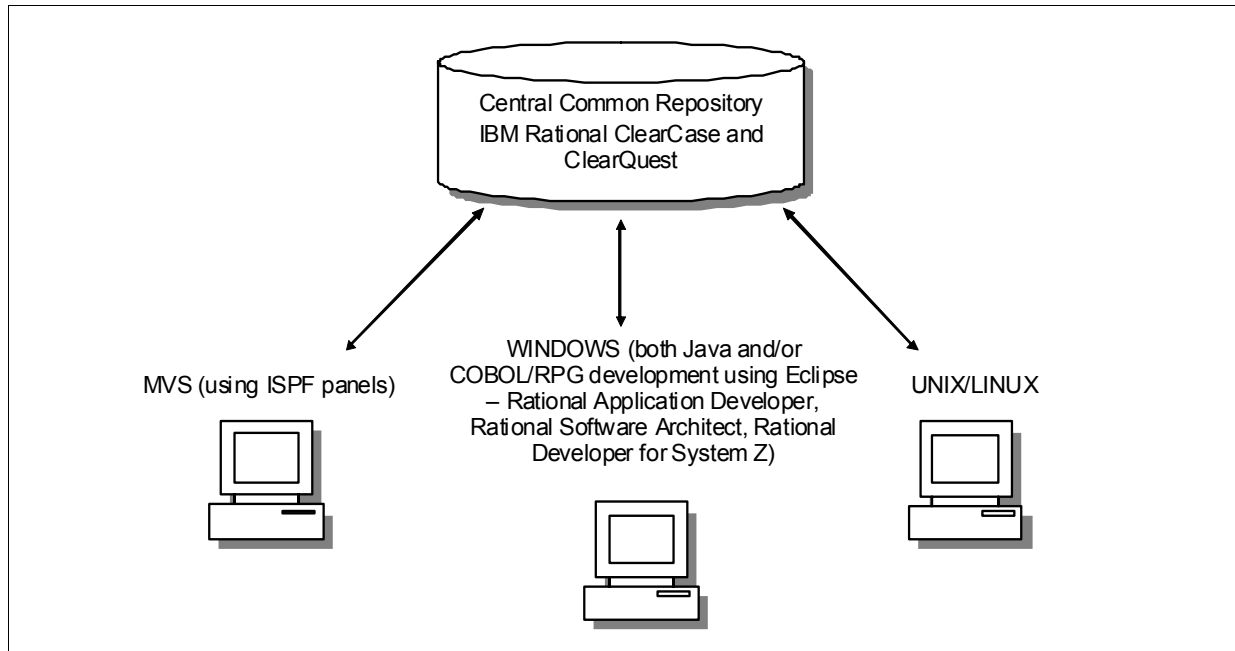 Central Common Repository
IBM Rational ClearCase and
ClearQuest
MVS (using ISPF panels)
WINDOWS (both Java and/or
COBOL/RPG development using Eclipse
– Rational Application Developer,
Rational Software Architect, Rational
Developer for System Z)
UNIX/LINUX